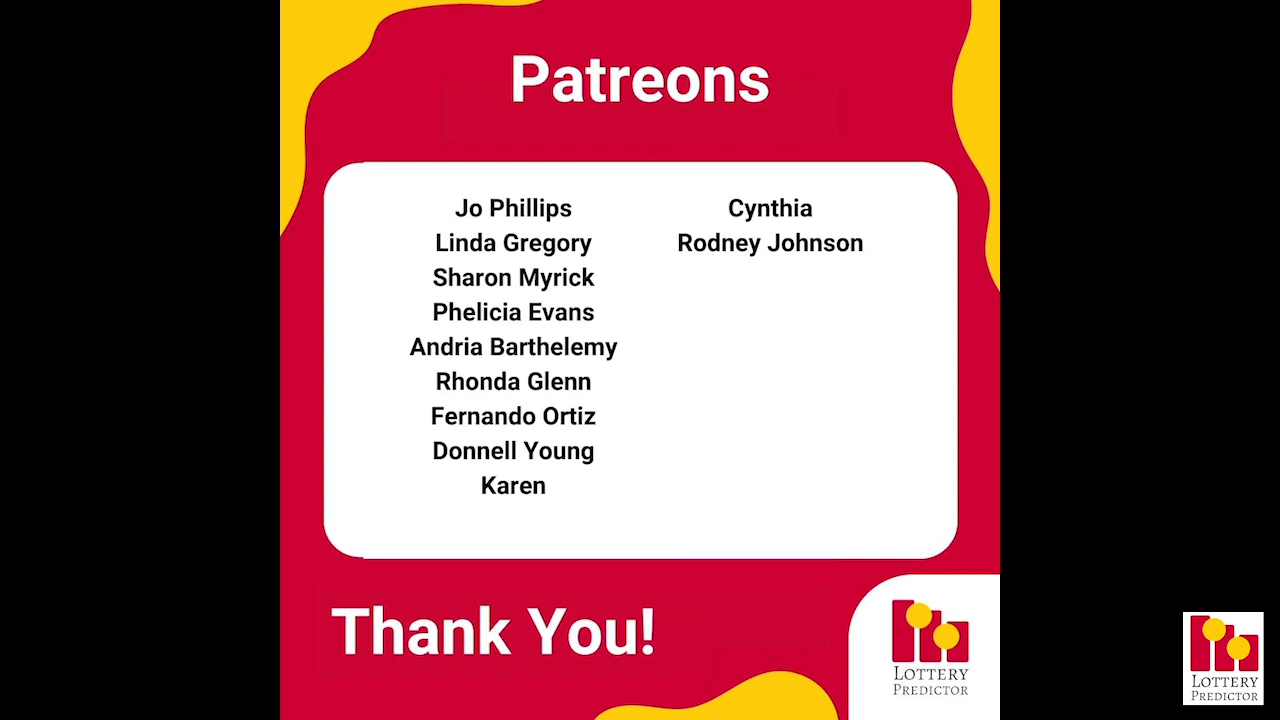 Patreons
Jo Phillips
Linda Gregory
Sharon Myrick
Phelicia Evans
Andria Barthelemy
Rhonda Glenn
Fernando Ortiz
Donnell Young
Karen
Cynthia
Rodney Johnson
Thank You!
LOTTERY
PREDICTOR
LOTTERY
PREDICTOR